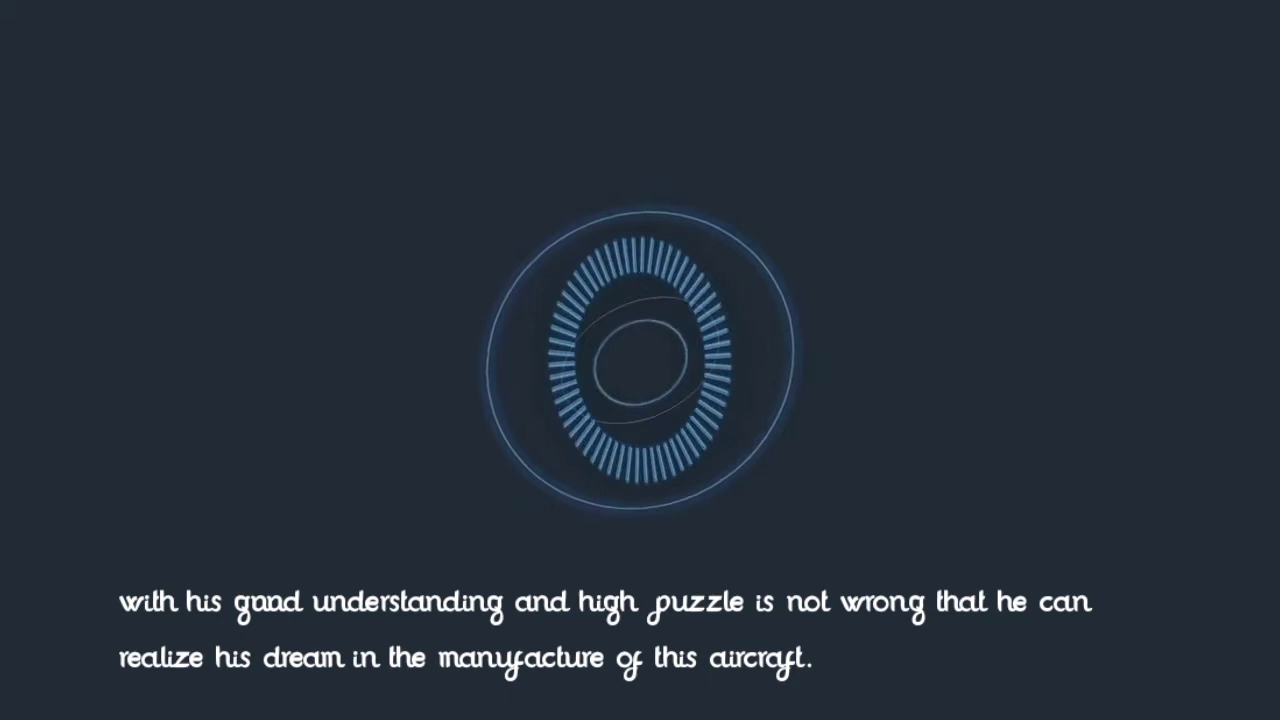 with his good understanding and high puzzle is not wrong that he can
realize his dream in the manufacture of this aircraft.